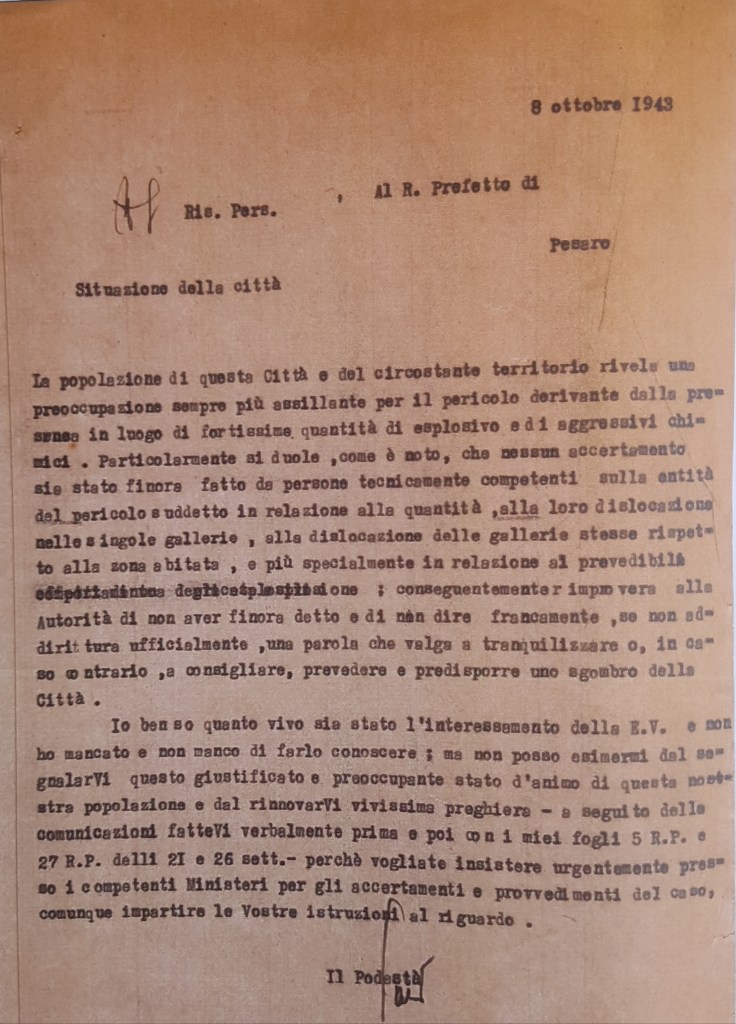 8 ottobre 1943
Al R. Prefetto di
Ris. Pers. ,
Pesaro
Situazione della città
La popolazione di questa Città e del circostante territorio rivela una
preoccupazione sempre più assillante per il pericolo derivante dalla pre=
senza in luogo di fortissime quantità di esplosivo e di aggressivi chi=
mici . Particolarmente si duole ,come è noto, che nessun accertamento
sia stato finora fatto da persone tecnicamente competenti sulla entità
del pericolo suddetto in relazione alla quantità ,alla loro dislocazione
nelle singole gallerie , alla dislocazione delle gallerie stesse rispet=
to alla zona abitata , e più specialmente in relazione ai prevedibili
; conseguentemente rimprovera alla
Autorità di non aver finora detto e di nan dire francamente ,se non ad=
dirittura ufficialmente ,una parola che valga a tranquilizzare o, in ca=
so contrario ,a consigliare, prevedere e predisporre uno sgombro della
Città .
Io ben so quanto vivo sia stato l'interessamento della E.V. e non
ho mancato e non manco di farlo conoscere ; ma non posso esimermi dal se=
gnalarVi questo giustificato e preoccupante stato d'animo di questa nost=
stra popolazione e dal rinnovarVi vivissima preghiera - a seguito delle
comunicazioni fatteVi verbalmente prima e poi con i miei fogli 5 R.P. e
27 R.P. delli 2I e 26 sett.- perchè vogliate insistere urgentemente pres=
so i competenti Ministeri per gli accertamenti e provvedimenti del caso,
comunque impartire le Vostre istruzioni al riguardo .
Il Podestà